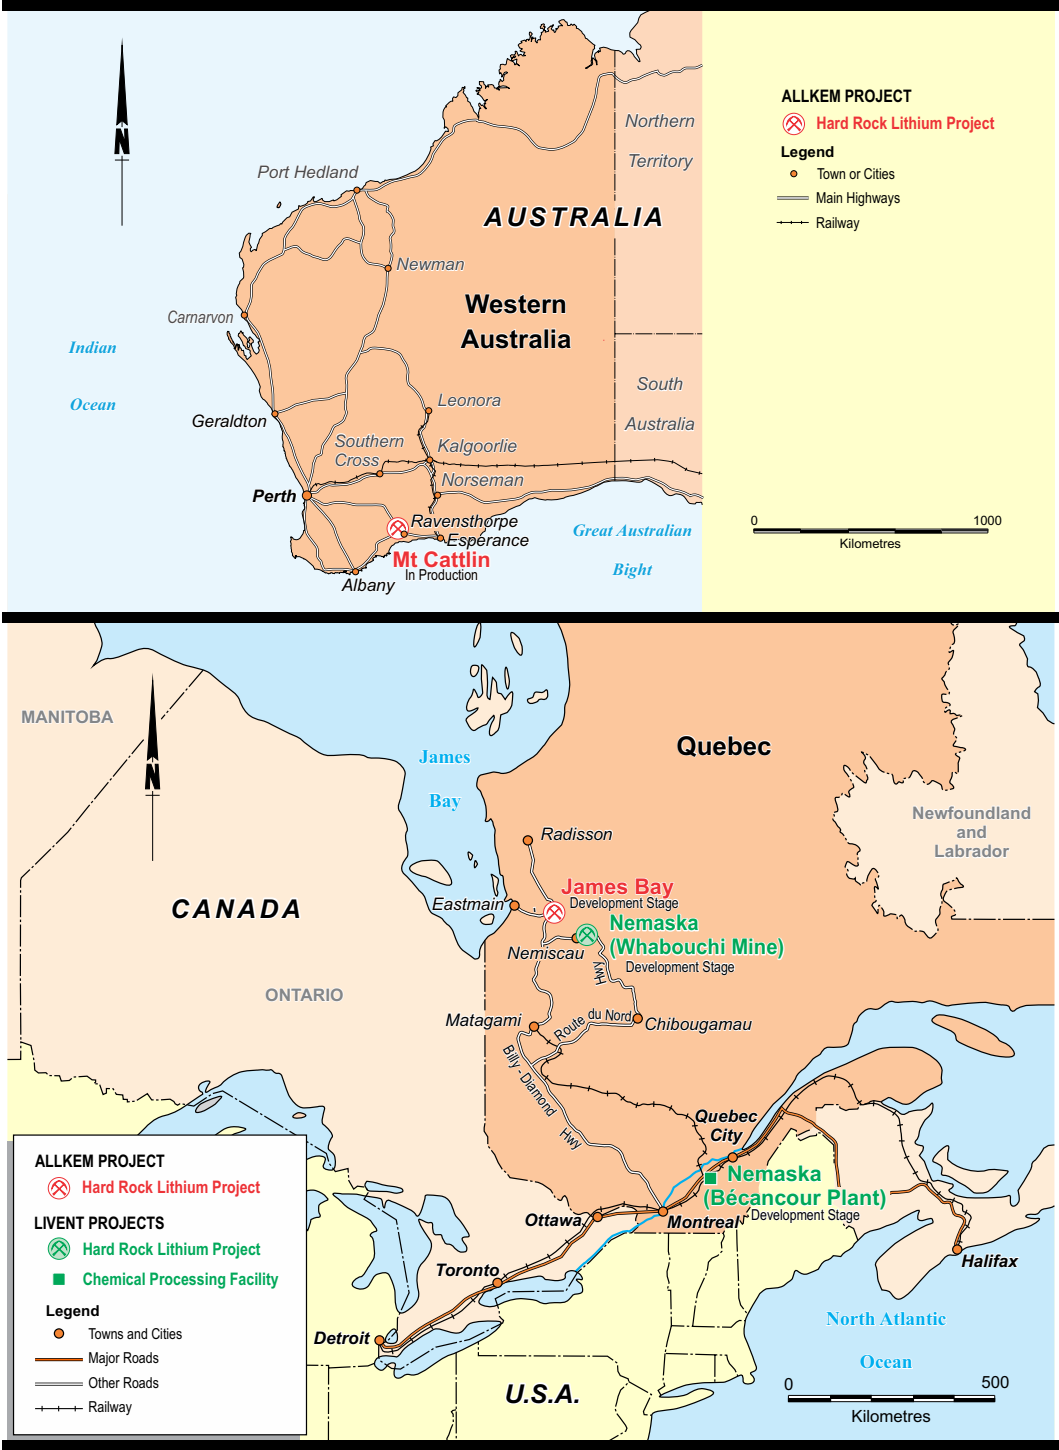 N
Northern
Territory
Port Hedland
AUSTRALIA
Newman
Western
Australia
Carnarvon
Indian
Ocean
South
Australia
Leonora
Geraldton
Southern
Cross
Kalgoorlie
Norseman
Perth
Ravensthorpe
Esperance
Great Australian
Bight
Mt Cattlin
In Production
Albany
ALLKEM PROJECT
Hard Rock Lithium Project
Legend
Town or Cities
Main Highways
Railway
0 1000
Kilometres
MANITOBA
N
James
Bay
Quebec
Newfoundland
and
Labrador
Radisson
CANADA
James Bay
Development Stage
Eastmain
Nemaska
(Whabouchi Mine)
Development Stage
Nemiscau
Hwy
ONTARIO
Matagami
Route
du Nord
Chibougamau
Billy - Diamond
Hwy
Quebec
City
Nemaska
(Bécancour Plant)
Development Stage
Ottawa
Montreal
Toronto
Halifax
Detroit
North Atlantic
Ocean
U.S.A.
0 500
Kilometres
ALLKEM PROJECT
Hard Rock Lithium Project
LIVENT PROJECTS
Hard Rock Lithium Project
Chemical Processing Facility
Legend
Towns and Cities
Major Roads
Other Roads
Railway